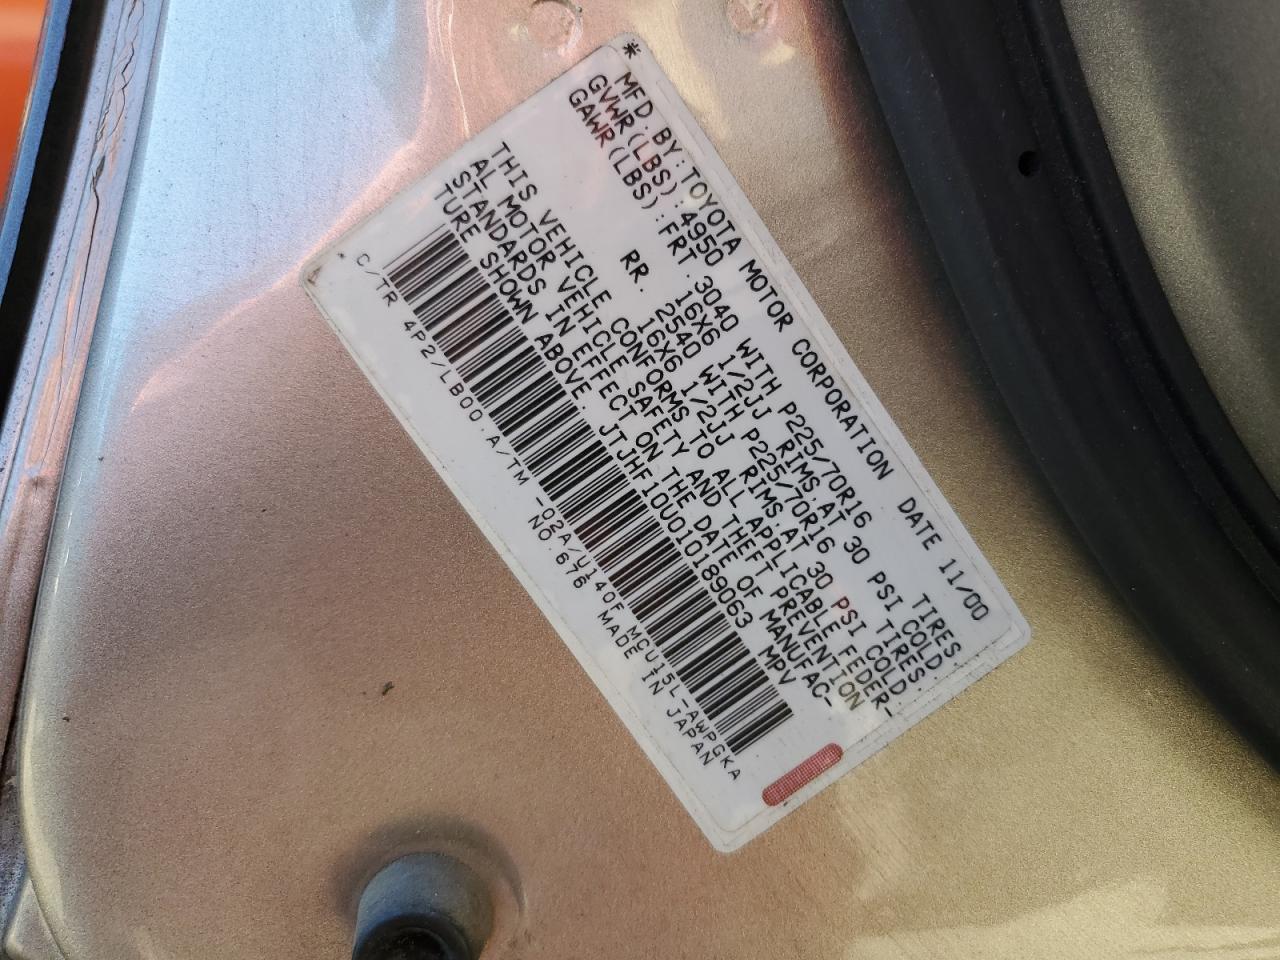 * MFD.BY:TOYOTA MOTOR CORPORATION DATE 11/00
GVWR(LBS):4950
GAWR(LBS):FRT. 3040 WITH P225/70R16 TIRES.
16X6 1/2JJ RIMS.AT 30 PSI COLD.
RR. 2540 WITH P225/70R16 TIRES.
16X6 1/2JJ RIMS.AT 30 PSI COLD.
THIS VEHICLE CONFORMS TO ALL APPLICABLE FEDER-
AL MOTOR VEHICLE SAFETY AND THEFT PREVENTION
STANDARDS IN EFFECT ON THE DATE OF MANUFAC-
TURE SHOWN ABOVE. JTJHF10U010189063 MPV
C/TR 4P2/LB00.A/TM -02A/U140F MCU15L-AWPGKA
NO.676 MADE IN JAPAN